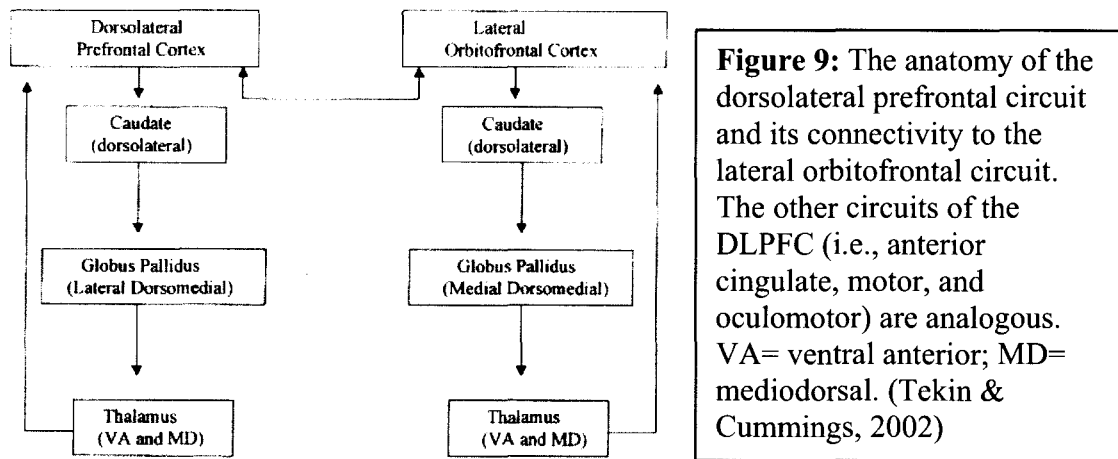 Dorsolateral
Prefrontal Cortex
Caudate
(dorsolateral)
Globus Pallidus
(Lateral Dorsomedial)
Thalamus
(VA and MD)
Lateral
Orbitofrontal Cortex
Caudate
(dorsolateral)
Globus Pallidus
(Medial Dorsomedial)
Thalamus
(VA and MD)
Figure 9: The anatomy of the
dorsolateral prefrontal circuit
and its connectivity to the
lateral orbitofrontal circuit.
The other circuits of the
DLPFC (i.e., anterior
cingulate, motor, and
oculomotor) are analogous.
VA= ventral anterior; MD=
mediodorsal. (Tekin &
Cummings, 2002)